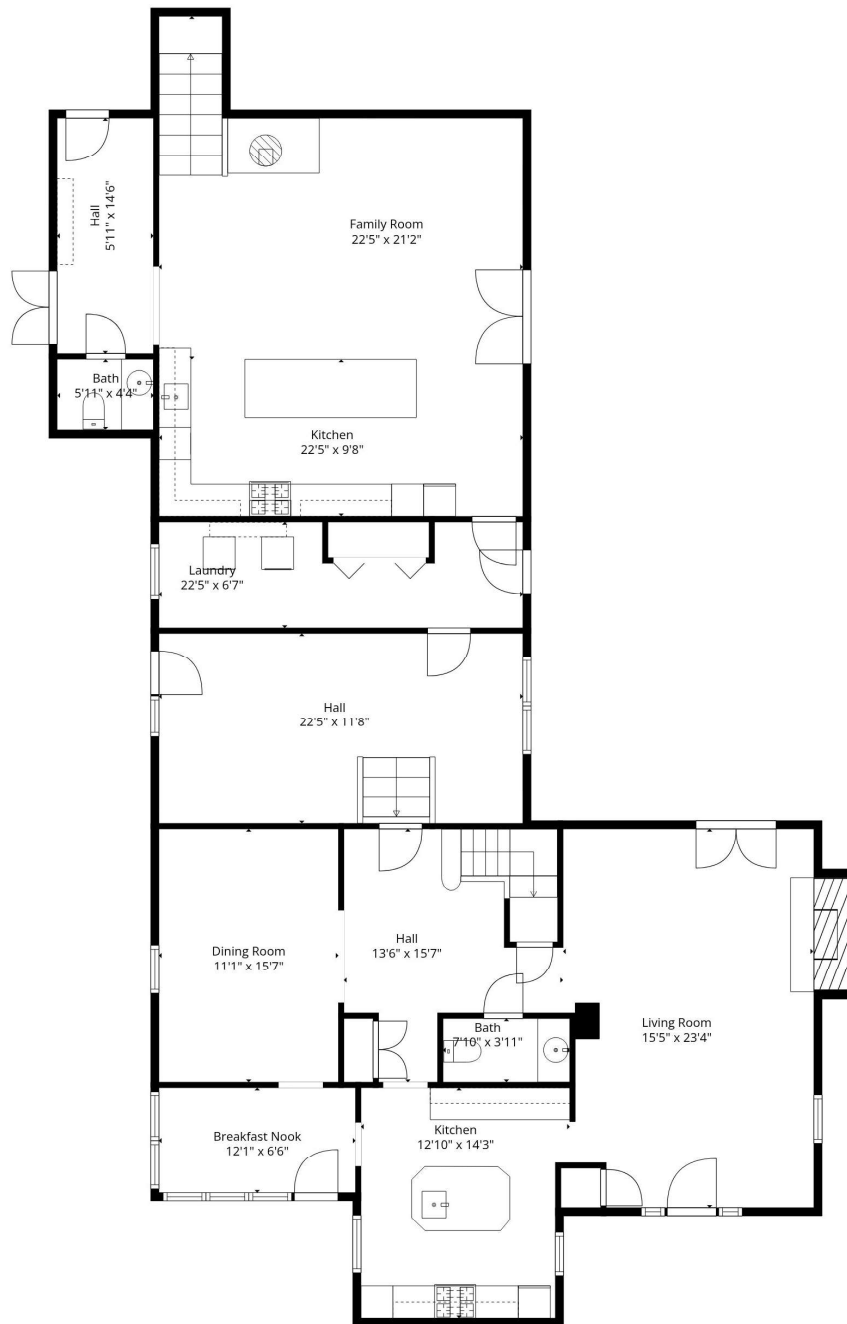 Family Room
22'5" x 21'2"
Hall
5'11" x 14'6"
Bath
5'11" x 4'4"
Kitchen
22'5" x 9'8"
Laundry
22'5" x 6'7"
Hall
22'5" x 11'8"
Dining Room
11'1" x 15'7"
Hall
13'6" x 15'7"
Living Room
15'5" x 23'4"
Bath
7'10" x 3'11"
Breakfast Nook
12'1" x 6'6"
Kitchen
12'10" x 14'3"